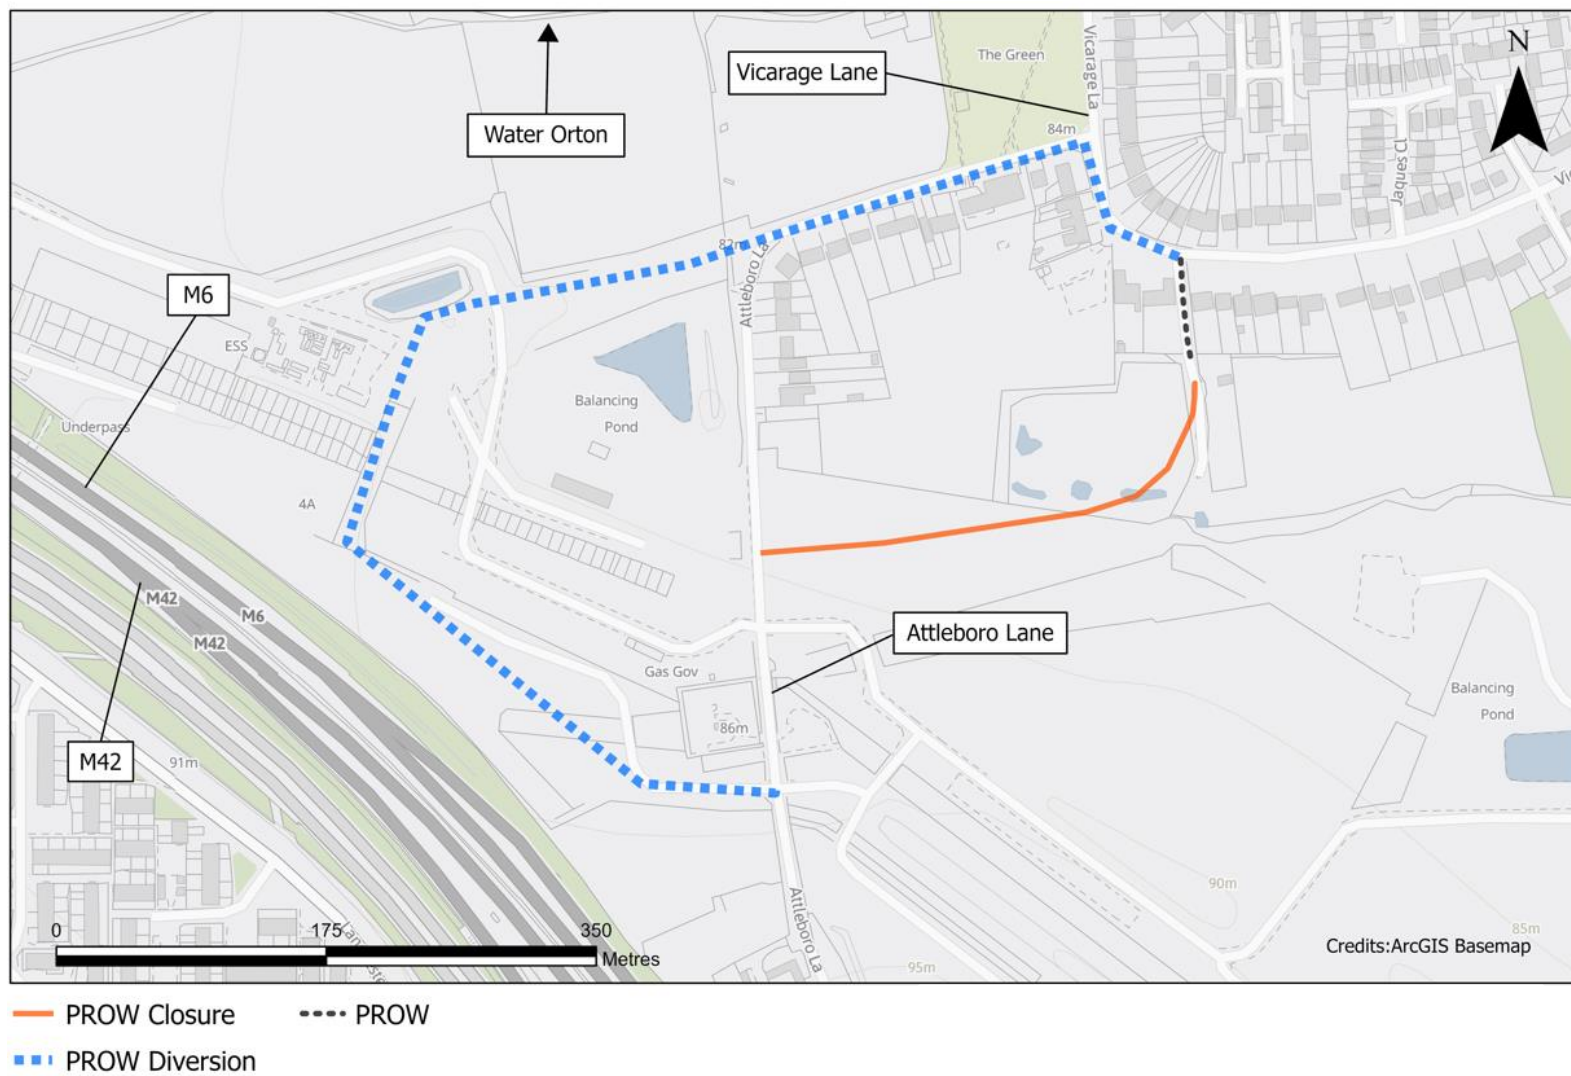 The Green
Vicarage La
N
Vicarage Lane
Water Orton
84m
Jaques Cl
82m
Attleboro La
M6
ESS
Balancing
Pond
Underpass
4A
M42
M6
M42
Attleboro Lane
Gas Gov
86m
Balancing
Pond
M42
91m
90m
Attleboro La
85m
95m
0 175 350
Metres
Credits:ArcGIS Basemap
PROW Closure
PROW
PROW Diversion